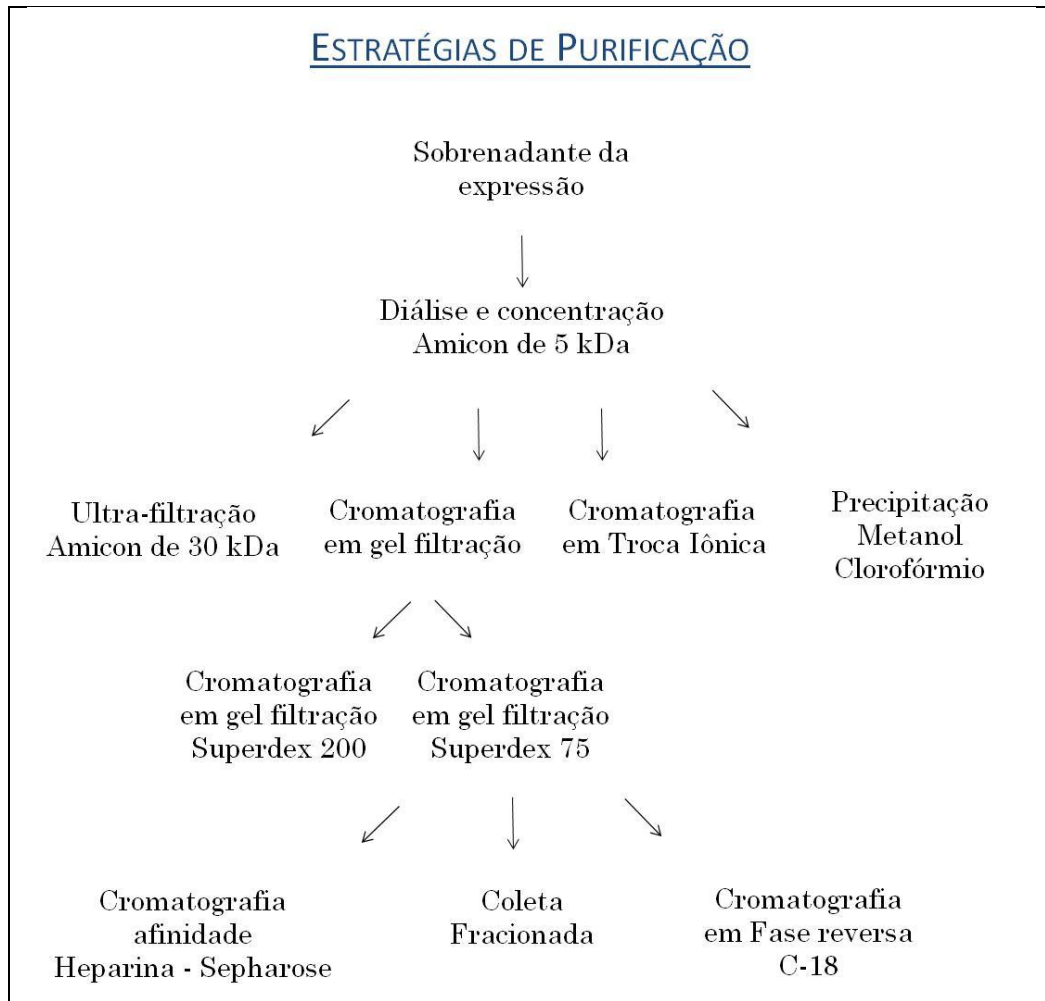 ESTRATÉGIAS DE PURIFICAÇÃO
Sobrenadante da
expressão
Diálise e concentração
Amicon de 5 kDa
Ultra-filtração
Amicon de 30 kDa
Cromatografia
em gel filtração
Cromatografia
em Troca Iônica
Precipitação
Metanol
Clorofórmio
Cromatografia
em gel filtração
Superdex 200
Cromatografia
em gel filtração
Superdex 75
Cromatografia
afinidade
Heparina - Sepharose
Coleta
Fracionada
Cromatografia
em Fase reversa
C-18